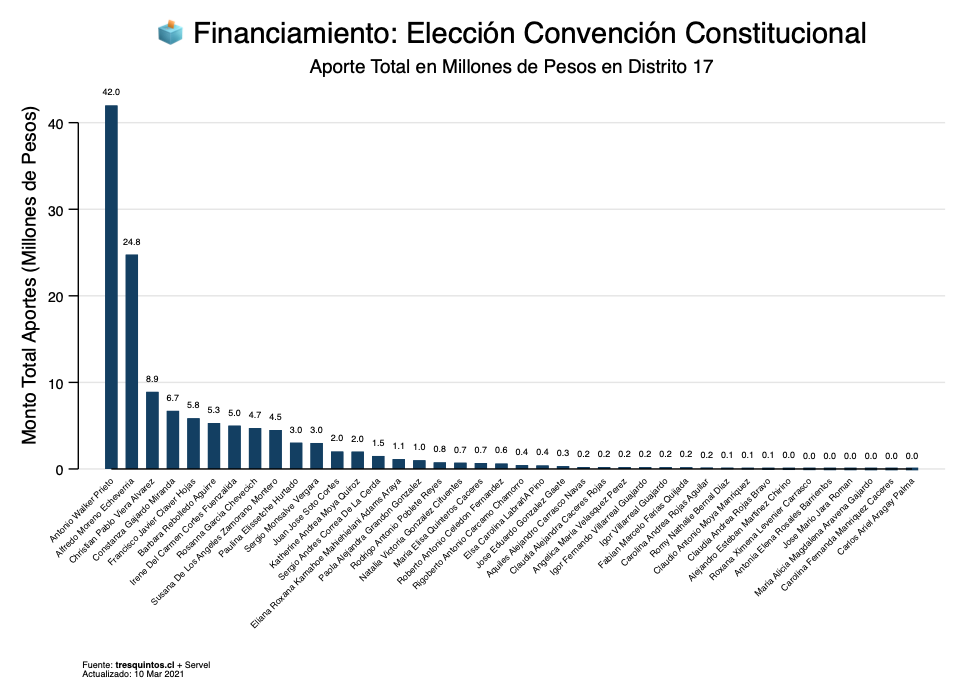 🗳️ Financiamiento: Elección Convención Constitucional
Aporte Total en Millones de Pesos en Distrito 17
Monto Total Aportes (Millones de Pesos)
40
30
20
10
0
42.0
24.8
8.9
6.7
5.8
5.3
5.0
4.7
4.5
3.0
3.0
2.0
2.0
1.5
1.1
1.0
0.8
0.7
0.7
0.6
0.4
0.4
0.3
0.2
0.2
0.2
0.2
0.2
0.2
0.2
0.1
0.1
0.1
0.0
0.0
0.0
0.0
0.0
0.0
0.0
Antonio Walker Prieto
Alfredo Moreno Echeverria
Christian Pablo Viera Alvarez
Constanza Gajardo Miranda
Francisco Javier Claver Hojas
Barbara Rebolledo Aguirre
Irene Del Carmen Cortes Fuenzalida
Rosanna Garcia Chevecich
Susana De Los Angeles Zamorano Montero
Paulina Elissetche Hurtado
Sergio Monsalve Vergara
Juan Jose Soto Cortes
Katherine Andrea Moya Quiroz
Sergio Andres Correa De La Cerda
Eliana Roxana Kamahoe Mahiehielani Adams Araya
Paola Alejandra Grandon Gonzalez
Rodrigo Antonio Poblete Reyes
Natalia Victoria Gonzalez Cifuentes
Maria Elisa Quinteros Caceres
Roberto Antonio Celedon Fernandez
Rigoberto Antonio Carcamo Chamorro
Elsa Carolina LabrañA Pino
Jose Eduardo Gonzalez Gaete
Aquiles Alejandro Carrasco Navas
Claudia Alejandra Caceres Rojas
Angelica Maria Velasquez Perez
Igor Fernando Villarreal Guajardo
Igor Villarreal Guajardo
Fabian Marcelo Farias Quijada
Carolina Andrea Rojas Aguilar
Romy Nathalie Bernal Diaz
Claudio Antonio Moya Manriquez
Claudia Andrea Rojas Bravo
Alejandro Esteban Martinez Chirino
Roxana Ximena Levenier Carrasco
Antonia Elena Rosales Barrientos
Jose Mario Jara Roman
Maria Alicia Magdalena Aravena Gajardo
Carolina Fernanda Manriquez Caceres
Carlos Ariel Aragay Palma
Fuente: tresquintos.cl + Servel
Actualizado: 10 Mar 2021